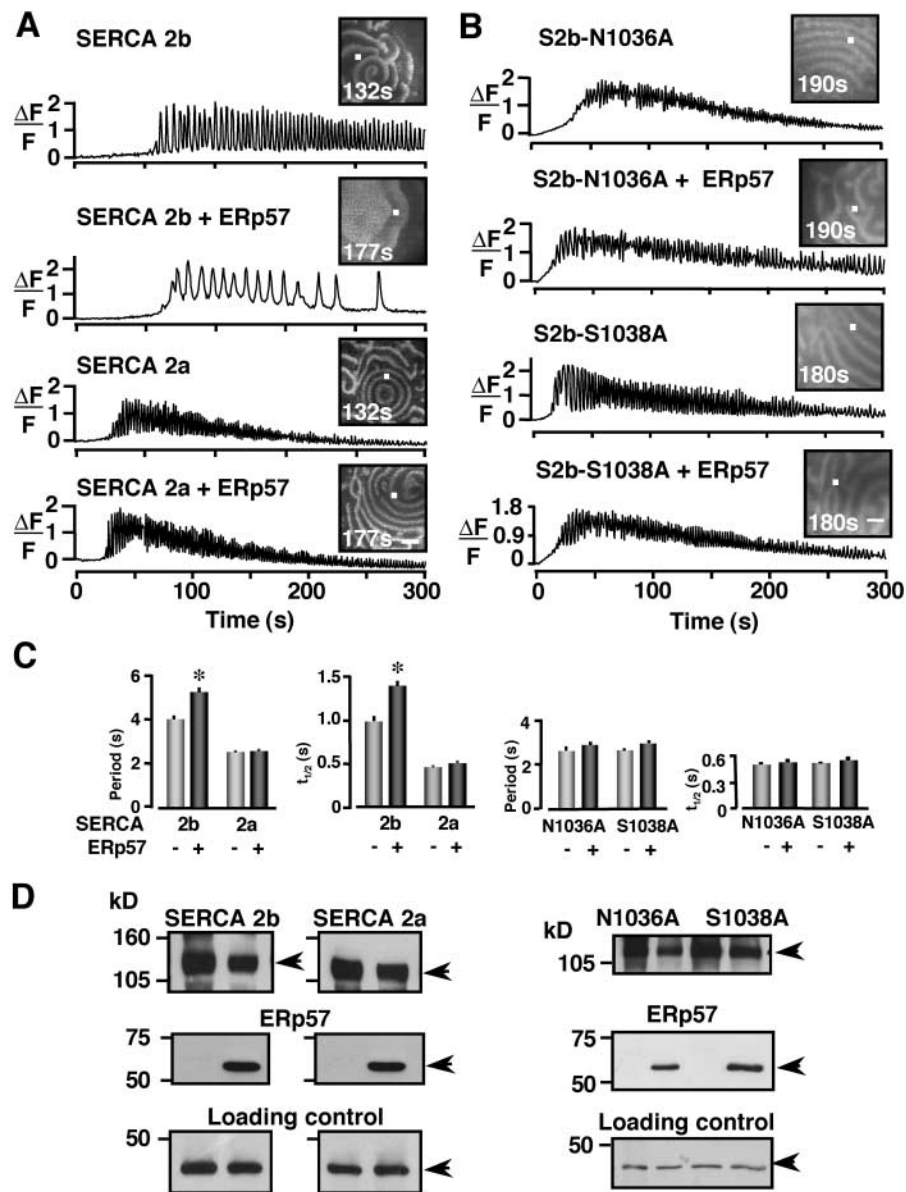 A
SERCA 2b
132s
ΔF
F
2
1
0
SERCA 2b + ERp57
177s
ΔF
F
2
1
0
SERCA 2a
132s
ΔF
F
2
1
0
SERCA 2a + ERp57
177s
ΔF
F
2
1
0
0 100 200 300
Time (s)
B
S2b-N1036A
190s
ΔF
F
2
1
0
S2b-N1036A + ERp57
190s
ΔF
F
2
1
0
S2b-S1038A
180s
ΔF
F
2
1
0
S2b-S1038A + ERp57
180s
ΔF
F
1.8
0.9
0
0 100 200 300
Time (s)
C
Period (s)
6
4
2
0
*
SERCA 2b 2a
ERp57 - + - +
t1/2 (s)
1.5
1.0
0.5
0
*
2b 2a
- + - +
Period (s)
4
2
0
N1036A S1038A
- + - +
t1/2 (s)
0.6
0.3
0
N1036A S1038A
- + - +
D
kD
SERCA 2b SERCA 2a
160
105
ERp57
75
50
Loading control
50
N1036A S1038A
kD
105
ERp57
75
50
Loading control
50